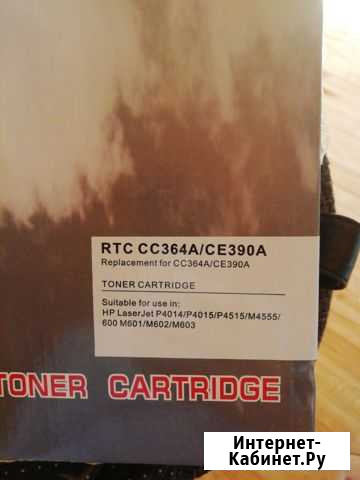 RTC CC364A/CE390A
Replacement for CC364A/CE390A
TONER CARTRIDGE
Suitable for use in:
HP LaserJet P4014/P4015/P4515/M4555/
600 M601/M602/M603
TONER CARTRIDGE
Интернет-
Кабинет.Ру